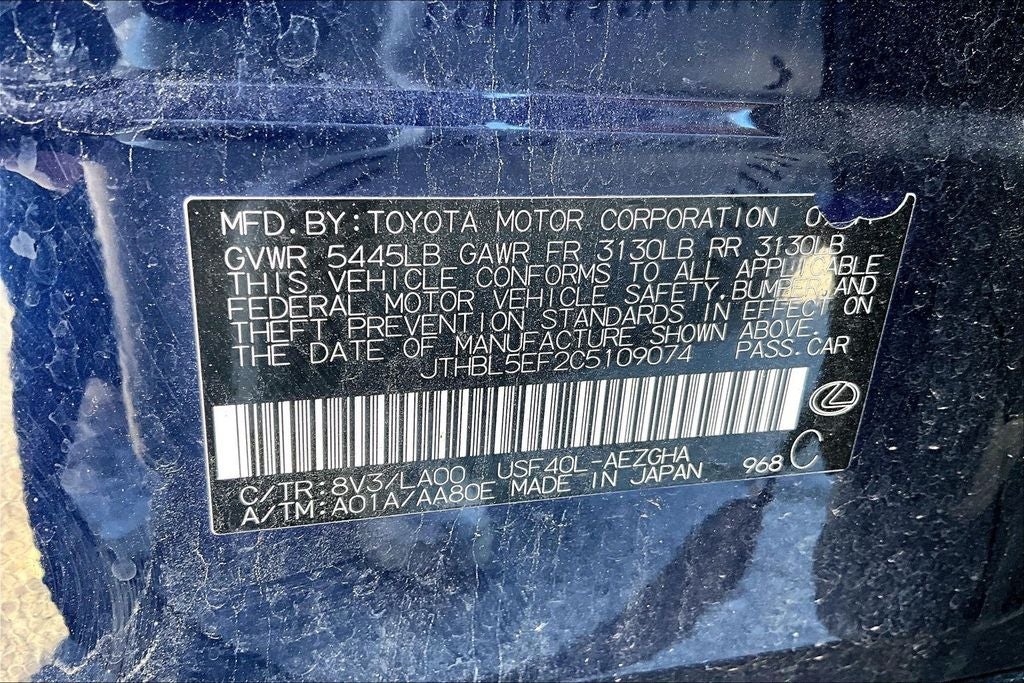 MFD. BY: TOYOTA MOTOR CORPORATION
GVWR 5445LB GAWR FR 3130LB RR 3130LB
THIS VEHICLE CONFORMS TO ALL APPLICABLE
FEDERAL MOTOR VEHICLE SAFETY, BUMPER, AND
THEFT PREVENTION STANDARDS IN EFFECT ON
THE DATE OF MANUFACTURE SHOWN ABOVE.
JTHBL5EF2C5109074 PASS.CAR
C/TR: 8V3/LA00 USF40L-AEZGHA 968 C
A/TM: A01A/AA80E MADE IN JAPAN